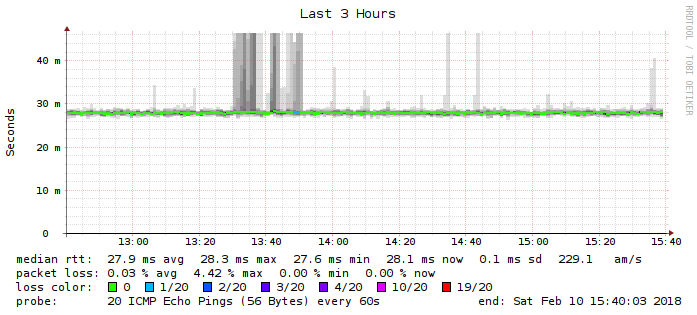 Last 3 Hours
RRDTOOL / TOBI OETIKER
Seconds
40 m
30 m
20 m
10 m
0
13:00 13:20 13:40 14:00 14:20 14:40 15:00 15:20 15:40
median rtt: 27.9 ms avg 28.3 ms max 27.6 ms min 28.1 ms now 0.1 ms sd 229.1 am/s
packet loss: 0.03 % avg 4.42 % max 0.00 % min 0.00 % now
loss color: 0 1/20 2/20 3/20 4/20 10/20 19/20
probe: 20 ICMP Echo Pings (56 Bytes) every 60s end: Sat Feb 10 15:40:03 2018